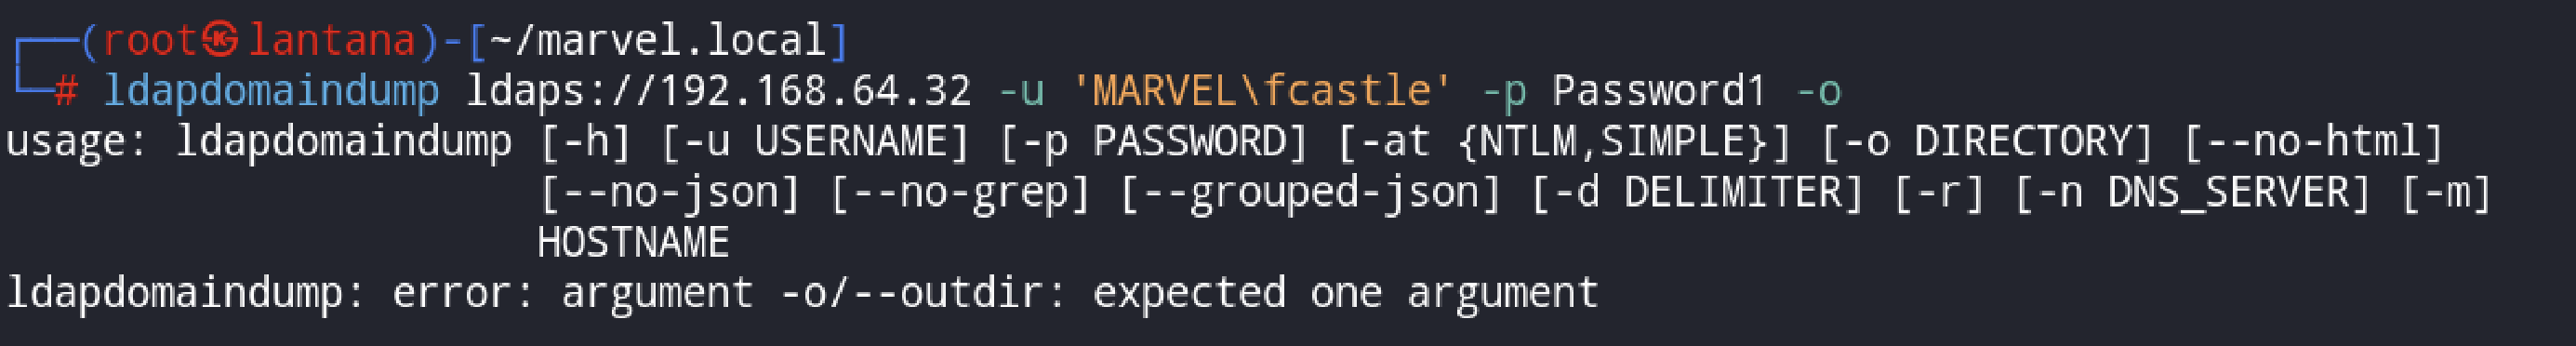 ┌──(root㉿lantana)-[~/marvel.local]
└─# ldapdomaindump ldaps://192.168.64.32 -u 'MARVEL\fcastle' -p Password1 -o
usage: ldapdomaindump [-h] [-u USERNAME] [-p PASSWORD] [-at {NTLM,SIMPLE}] [-o DIRECTORY] [--no-html]
[--no-json] [--no-grep] [--grouped-json] [-d DELIMITER] [-r] [-n DNS_SERVER] [-m]
HOSTNAME
ldapdomaindump: error: argument -o/--outdir: expected one argument